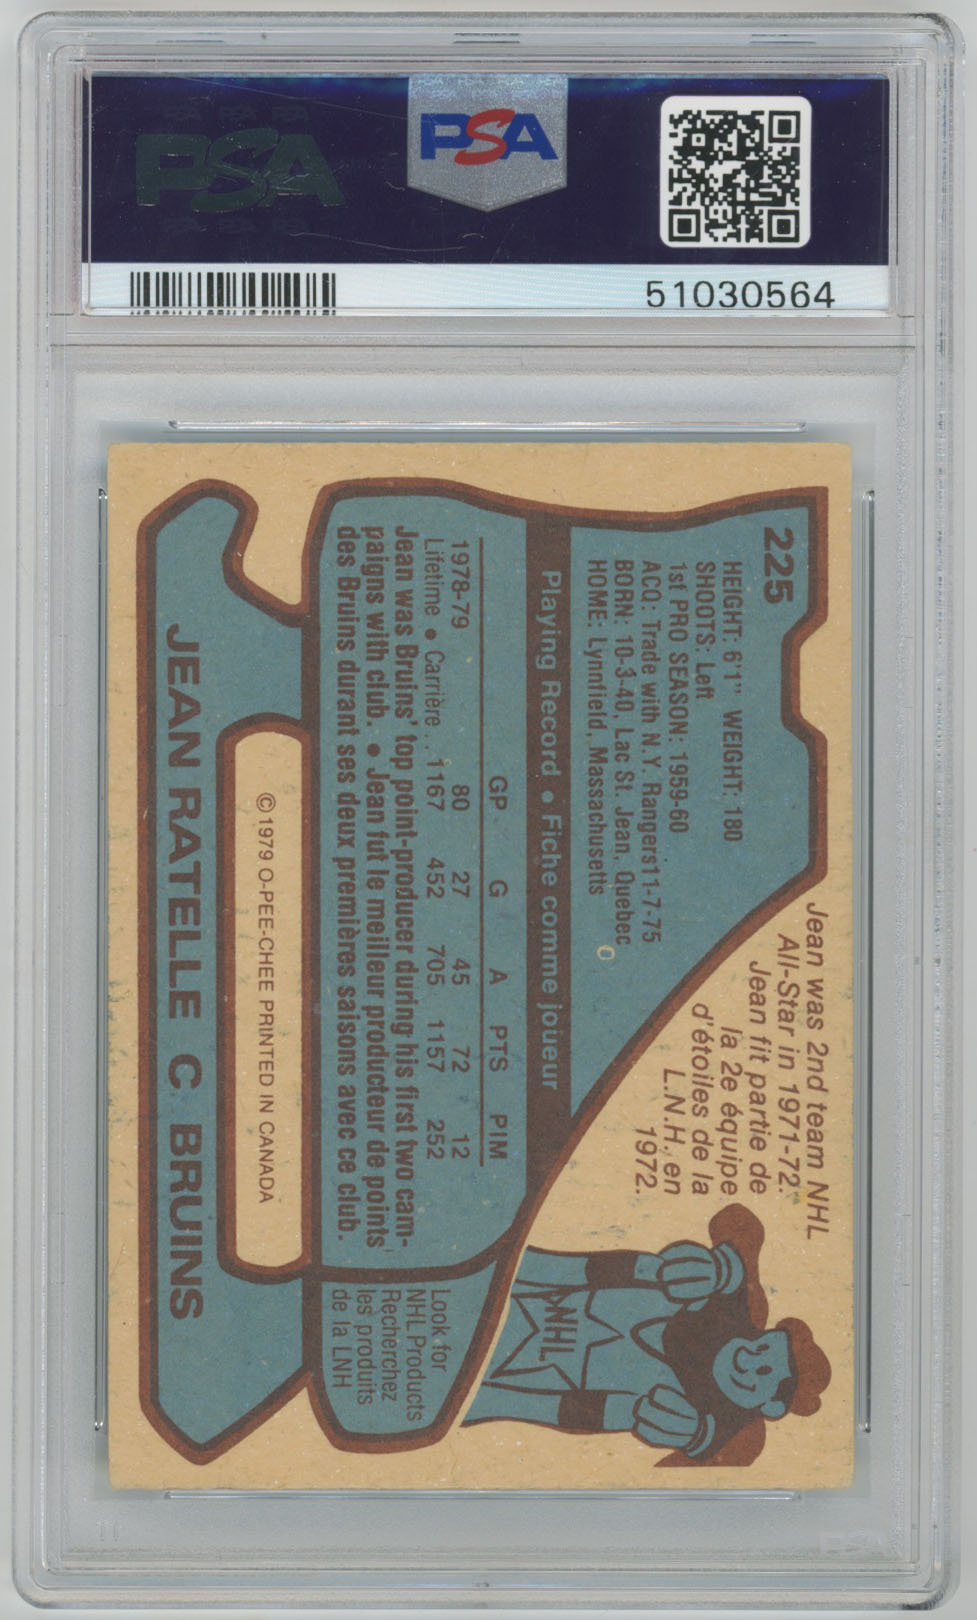 PSA
PSA
51030564
225
HEIGHT: 6'1" WEIGHT: 180
SHOOTS: Left
1st PRO SEASON: 1959-60
ACQ: Trade with N.Y. Rangers 11-7-75
BORN: 10-3-40, Lac St. Jean, Quebec
HOME: Lynnfield, Massachusetts
Jean was 2nd team NHL
All-Star in 1971-72.
Jean fit partie de
la 2e équipe
d'étoiles de la
L.N.H. en
1972.
Playing Record • Fiche comme joueur
GP. G A PTS PIM
1978-79 80 27 45 72 12
Lifetime • Carrière .. 1167 452 705 1157 252
Jean was Bruins' top point-producer during his first two cam-
paigns with club. • Jean fut le meilleur producteur de points
des Bruins durant ses deux premières saisons avec ce club.
NHL
Look for
NHL Products
Recherchez
les produits
de la LNH
©1979 O-PEE-CHEE PRINTED IN CANADA
JEAN RATELLE C BRUINS